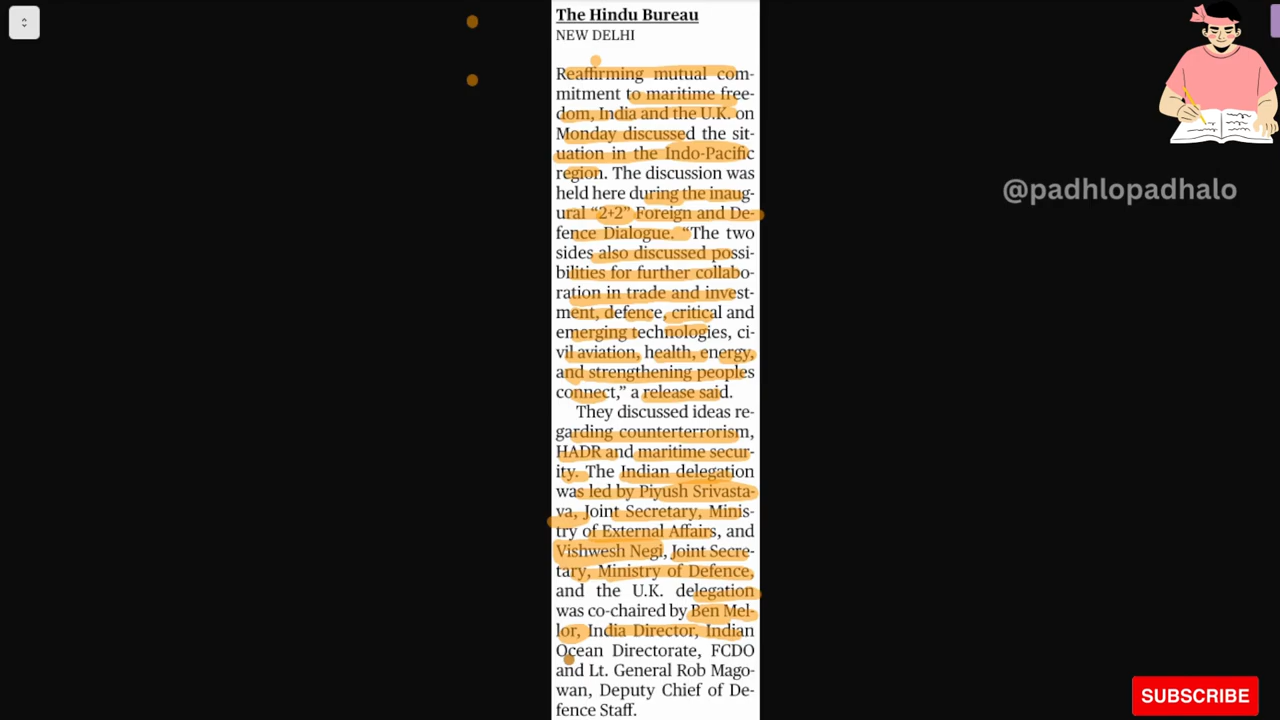 The Hindu Bureau
NEW DELHI
Reaffirming mutual com-
mitment to maritime free-
dom, India and the U.K. on
Monday discussed the sit-
uation in the Indo-Pacific
region. The discussion was
held here during the inaug-
ural “2+2” Foreign and De-
fence Dialogue. “The two
sides also discussed possi-
bilities for further collabo-
ration in trade and invest-
ment, defence, critical and
emerging technologies, ci-
vil aviation, health, energy,
and strengthening peoples
connect,” a release said.
They discussed ideas re-
garding counterterrorism,
HADR and maritime secur-
ity. The Indian delegation
was led by Piyush Srivasta-
va, Joint Secretary, Minis-
try of External Affairs, and
Vishwesh Negi, Joint Secre-
tary, Ministry of Defence,
and the U.K. delegation
was co-chaired by Ben Mel-
lor, India Director, Indian
Ocean Directorate, FCDO
and Lt. General Rob Mago-
wan, Deputy Chief of De-
fence Staff.
@padhlopadhalo
SUBSCRIBE